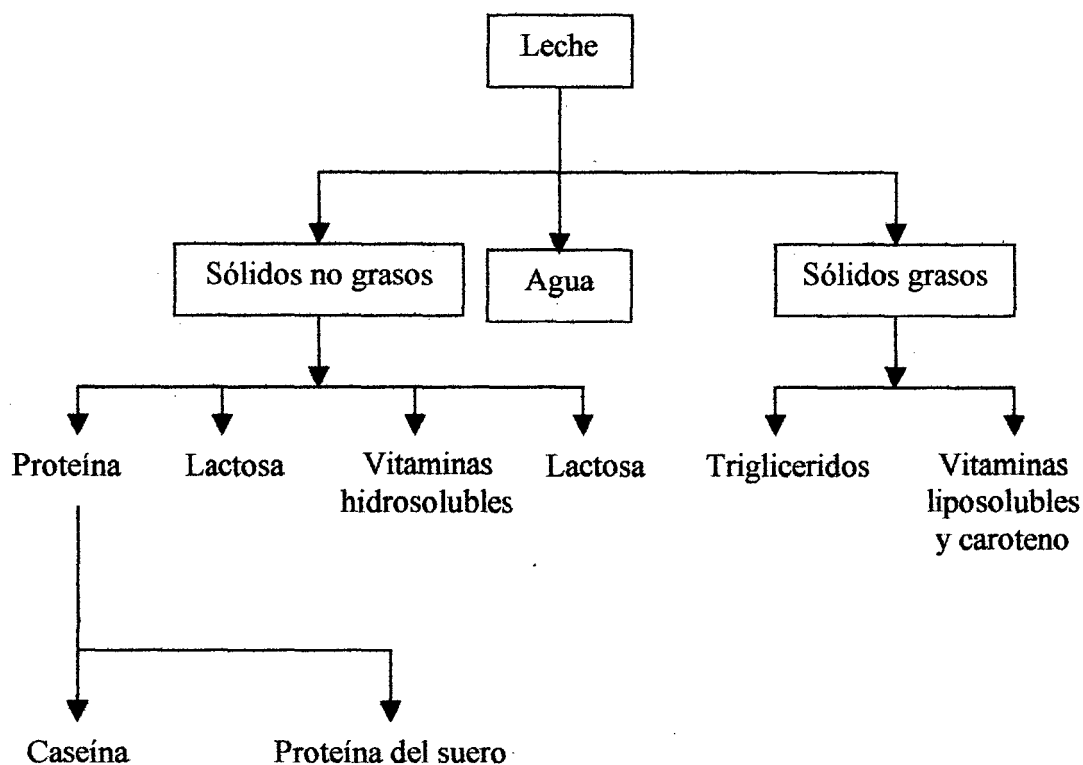 Leche
Sólidos no grasos
Agua
Sólidos grasos
Proteína
Lactosa
Vitaminas
hidrosolubles
Lactosa
Trigliceridos
Vitaminas
liposolubles
y caroteno
Caseína
Proteína del suero